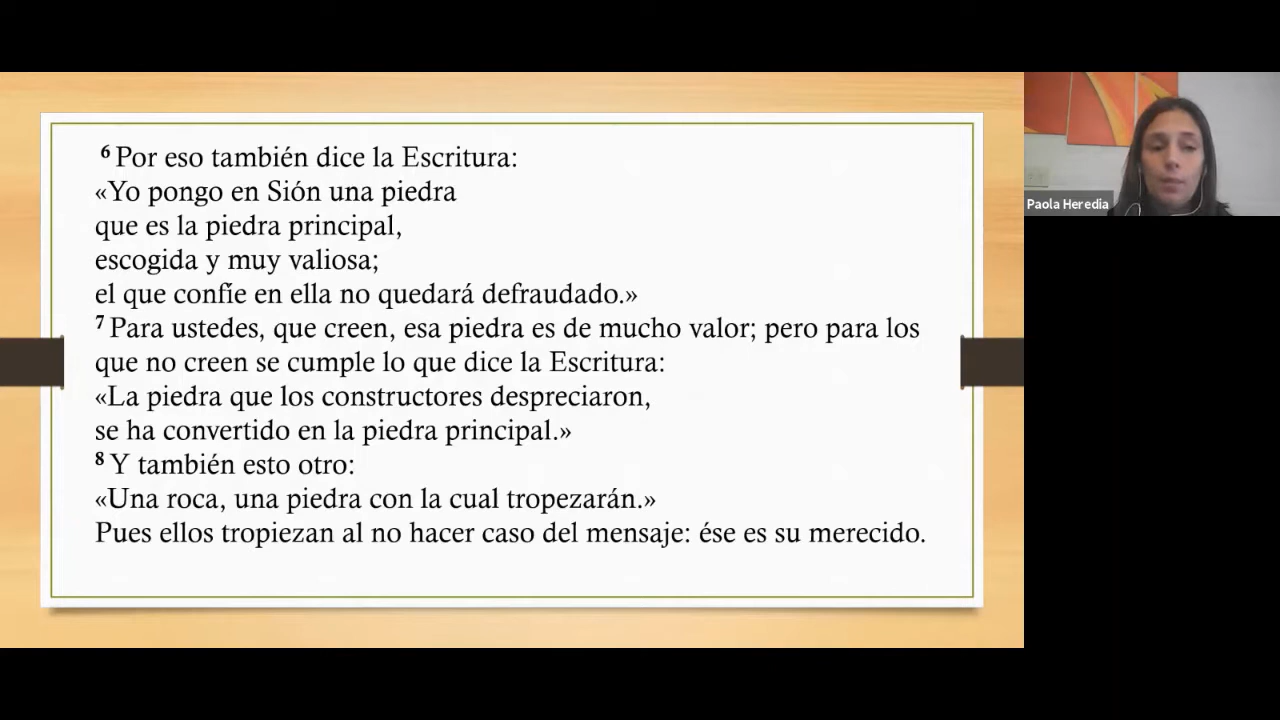 ⁶ Por eso también dice la Escritura:
«Yo pongo en Sión una piedra
que es la piedra principal,
escogida y muy valiosa;
el que confíe en ella no quedará defraudado.»
⁷ Para ustedes, que creen, esa piedra es de mucho valor; pero para los
que no creen se cumple lo que dice la Escritura:
«La piedra que los constructores despreciaron,
se ha convertido en la piedra principal.»
⁸ Y también esto otro:
«Una roca, una piedra con la cual tropezarán.»
Pues ellos tropiezan al no hacer caso del mensaje: ése es su merecido.
Paola Heredia